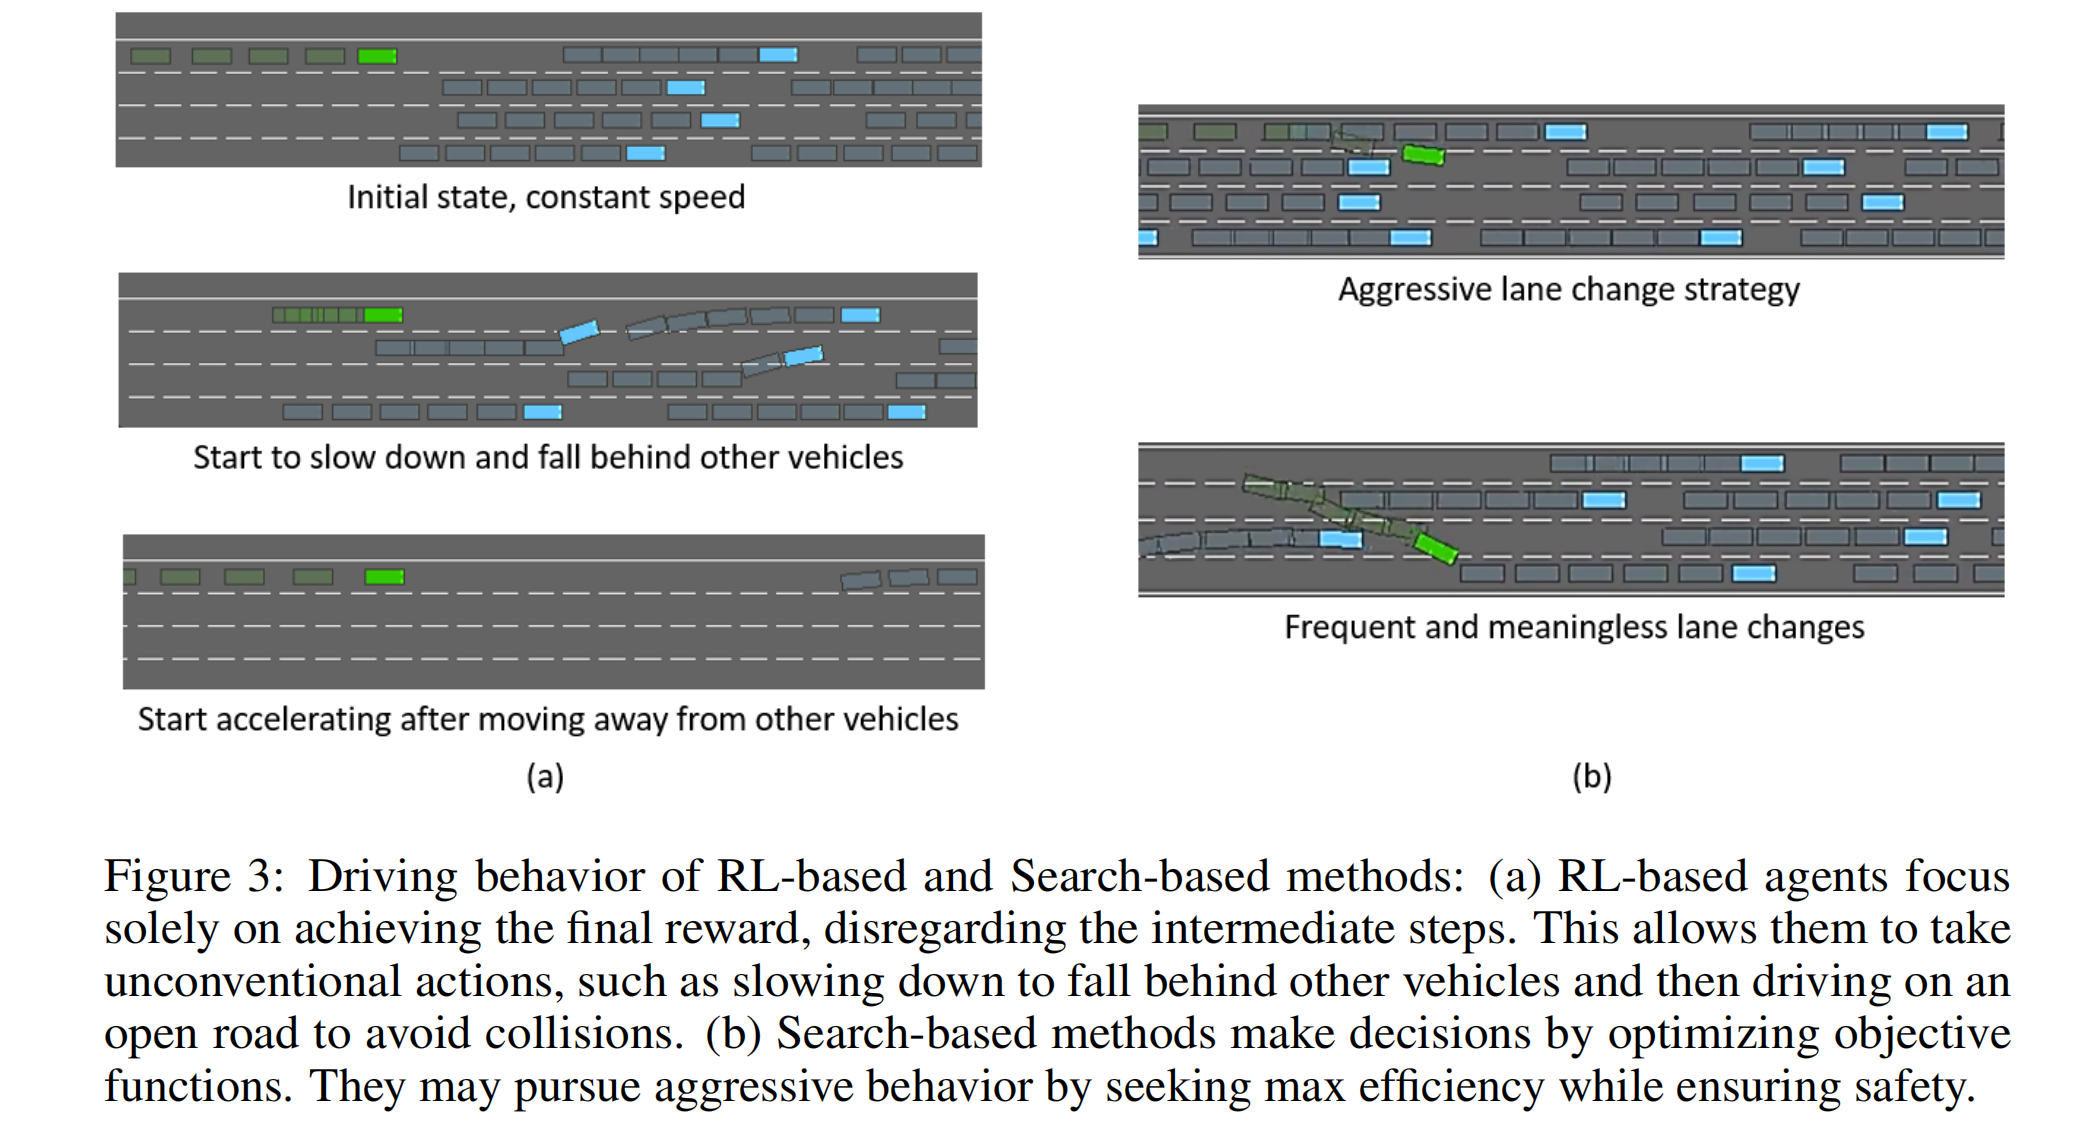 Initial state, constant speed
Start to slow down and fall behind other vehicles
Start accelerating after moving away from other vehicles
(a)
Aggressive lane change strategy
Frequent and meaningless lane changes
(b)
Figure 3: Driving behavior of RL-based and Search-based methods: (a) RL-based agents focus
solely on achieving the final reward, disregarding the intermediate steps. This allows them to take
unconventional actions, such as slowing down to fall behind other vehicles and then driving on an
open road to avoid collisions. (b) Search-based methods make decisions by optimizing objective
functions. They may pursue aggressive behavior by seeking max efficiency while ensuring safety.